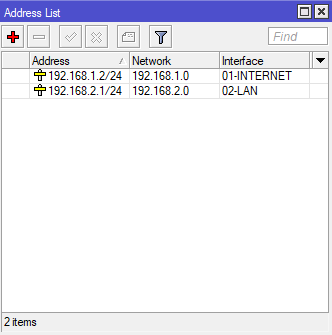 Address List
Find
Address Network Interface
192.168.1.2/24 192.168.1.0 01-INTERNET
192.168.2.1/24 192.168.2.0 02-LAN
2 items